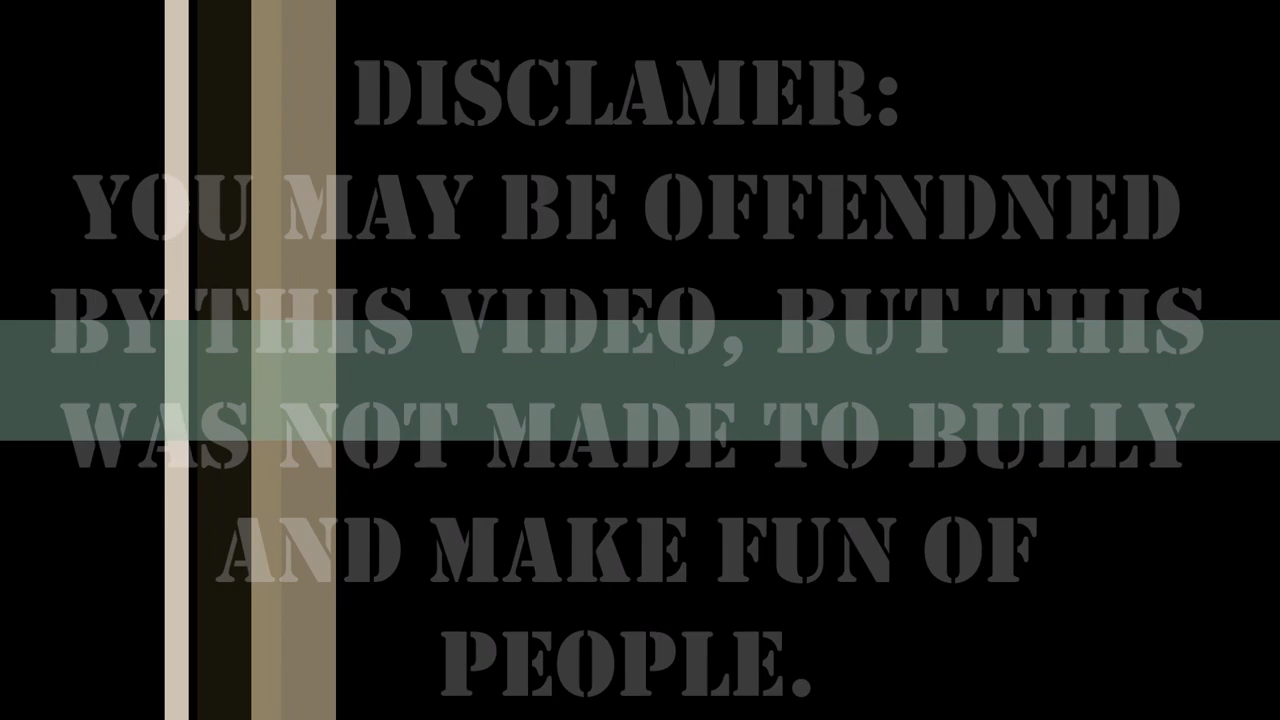 DISCLAMER:
YOU MAY BE OFFENDNED
BY THIS VIDEO, BUT THIS
WAS NOT MADE TO BULLY
AND MAKE FUN OF
PEOPLE.